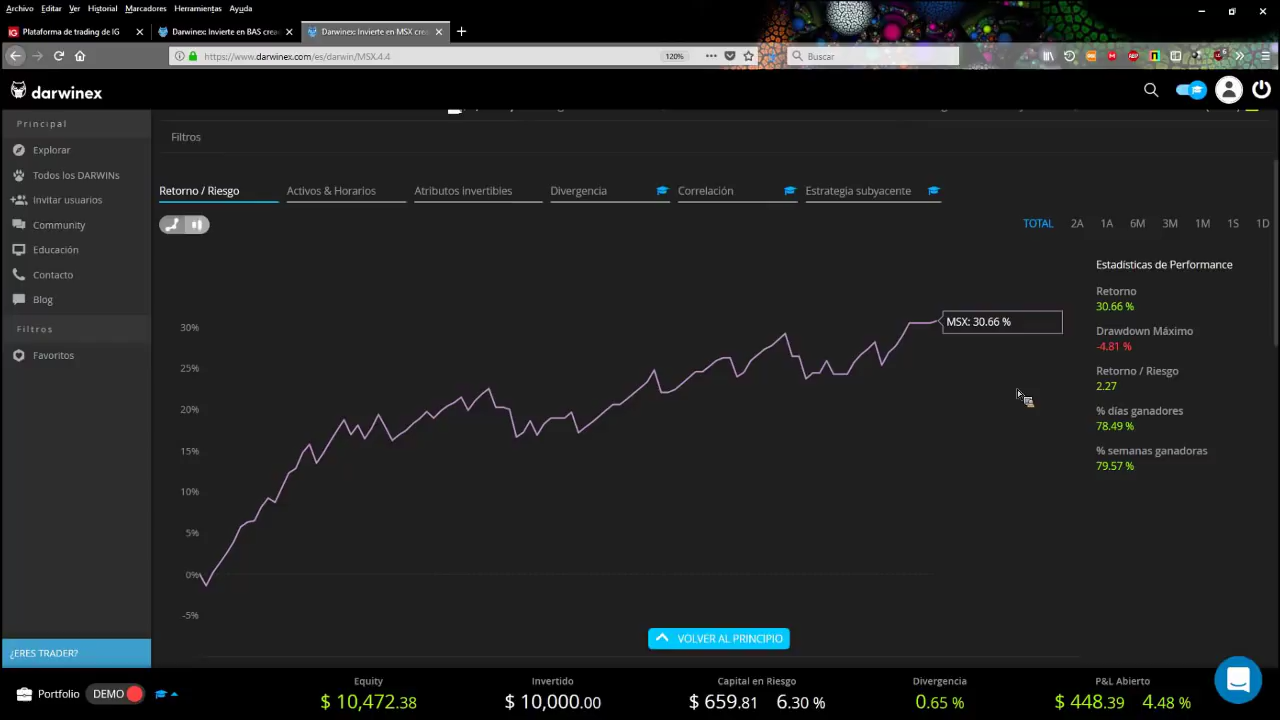 Archivo Editar Ver Historial Marcadores Herramientas Ayuda
Plataforma de trading de IG
Darwinex: Invierte en BAS crea
Darwinex: Invierte en MSX crea
https://www.darwinex.com/es/darwin/MSX.4.4
120%
Buscar
darwinex
Principal
Explorar
Todos los DARWINs
Invitar usuarios
Community
Educación
Contacto
Blog
Filtros
Favoritos
¿ERES TRADER?
Filtros
Retorno / Riesgo
Activos & Horarios
Atributos invertibles
Divergencia
Correlación
Estrategia subyacente
TOTAL 2A 1A 6M 3M 1M 1S 1D
30%
25%
20%
15%
10%
5%
0%
-5%
MSX: 30.66 %
Estadísticas de Performance
Retorno
30.66 %
Drawdown Máximo
-4.81 %
Retorno / Riesgo
2.27
% días ganadores
78.49 %
% semanas ganadoras
79.57 %
VOLVER AL PRINCIPIO
Portfolio DEMO
Equity
$ 10,472.38
Invertido
$ 10,000.00
Capital en Riesgo
$ 659.81 6.30 %
Divergencia
0.65 %
P&L Abierto
$ 448.39 4.48 %